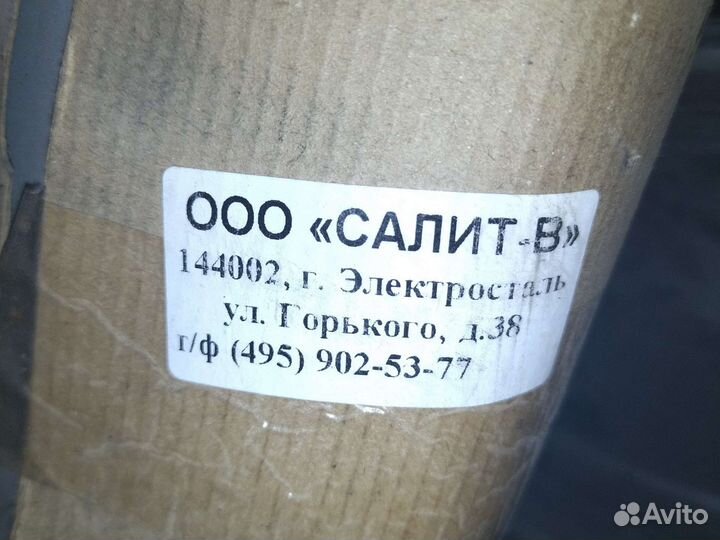 ООО «САЛИТ-В»
144002, г. Электросталь
ул. Горького, д.38
т/ф (495) 902-53-77
Avito